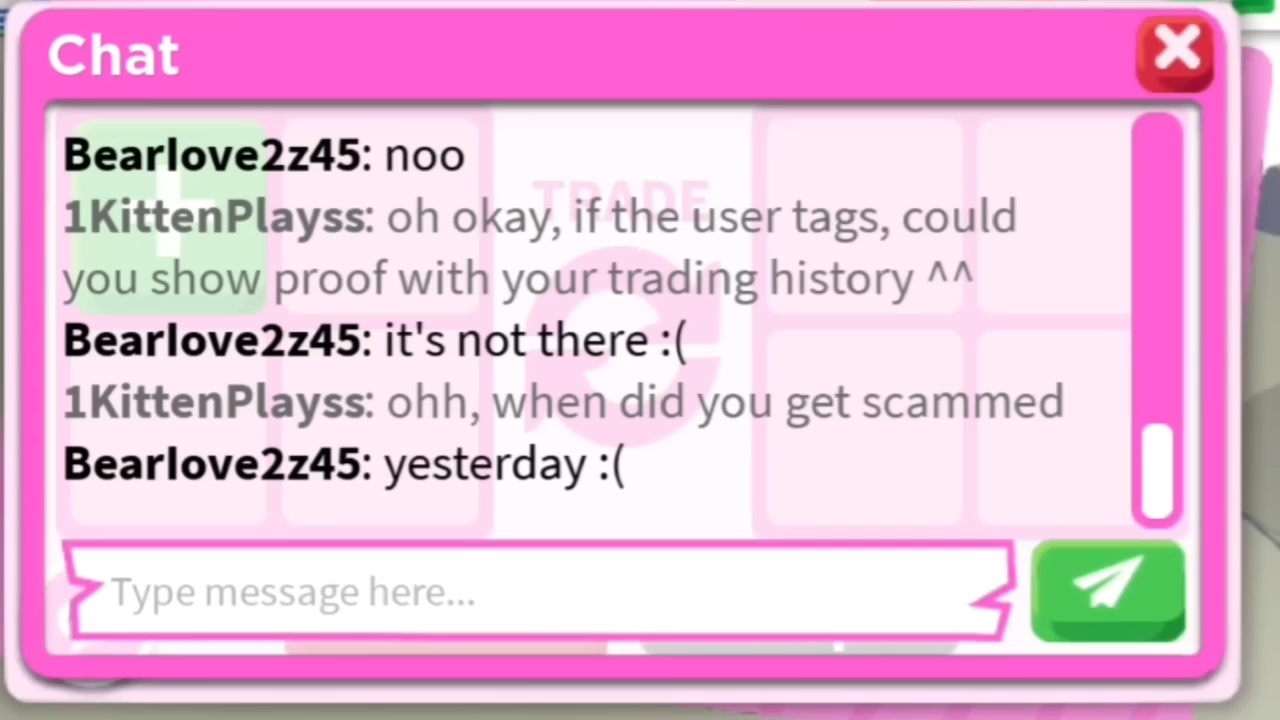 Chat
Bearlove2z45: noo
TRADE
1KittenPlayss: oh okay, if the user tags, could
you show proof with your trading history ^^
Bearlove2z45: it's not there :(
1KittenPlayss: ohh, when did you get scammed
Bearlove2z45: yesterday :(
Type message here...